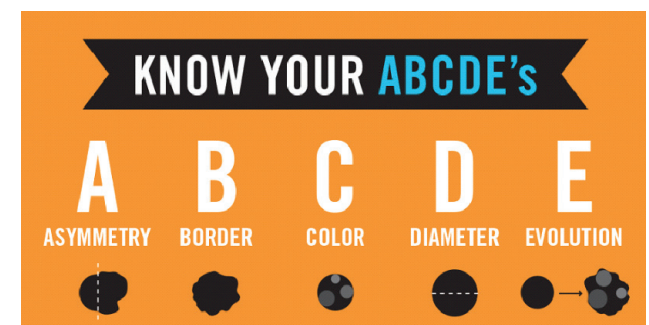 KNOW YOUR ABCDE's
A B C D E
ASYMMETRY BORDER COLOR DIAMETER EVOLUTION